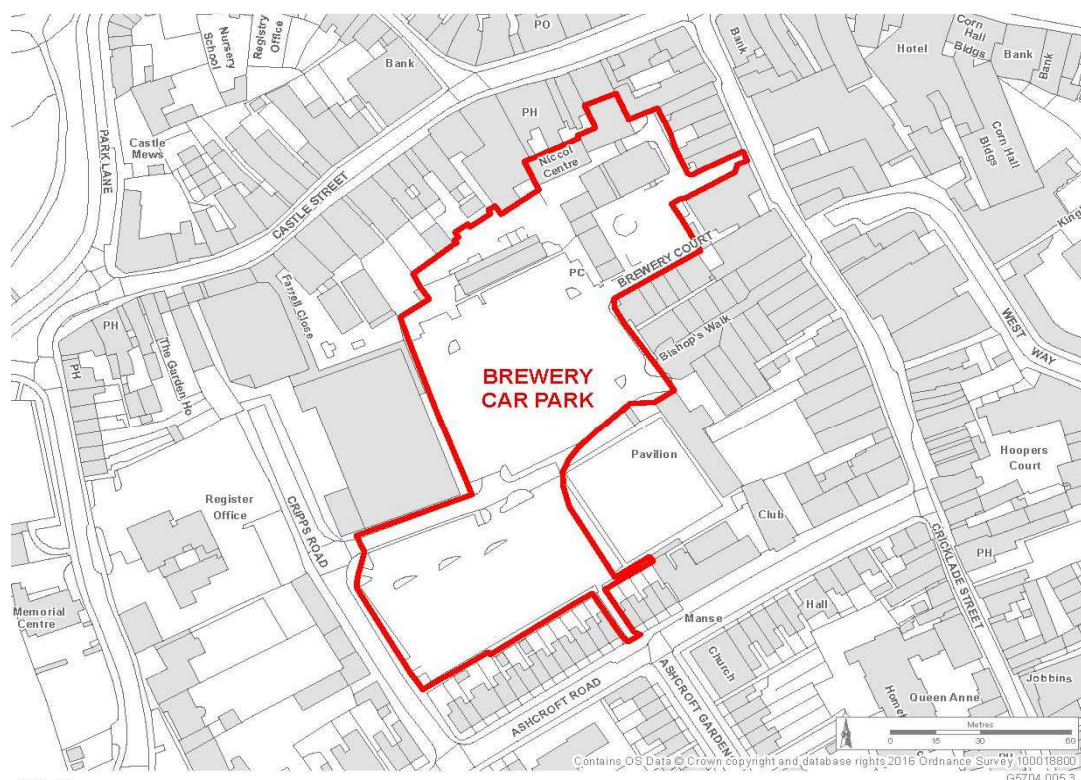 PO
Nursery
School
Registry
Office
Bank
Bank
Hotel
Corn
Hall
Bldgs
Bank
Bank
PH
PARK LANE
Castle
Mews
Niccol
Centre
Corn Hall
Bldgs
CASTLE STREET
BREWERY COURT
PC
Farrell Close
PH
PH
The Garden Ho
Bishop's Walk
WEST WAY
BREWERY
CAR PARK
Pavilion
Hoopers
Court
Register
Office
CRIPPS ROAD
Club
CRICKLADE STREET
PH
Memorial
Centre
Hall
Manse
Church
ASHCROFT ROAD
ASHCROFT GARDENS
Queen Anne
Jobbins
Metres
0 15 30 60
Contains OS Data © Crown copyright and database rights 2016 Ordnance Survey 100018800
G5704.005.3